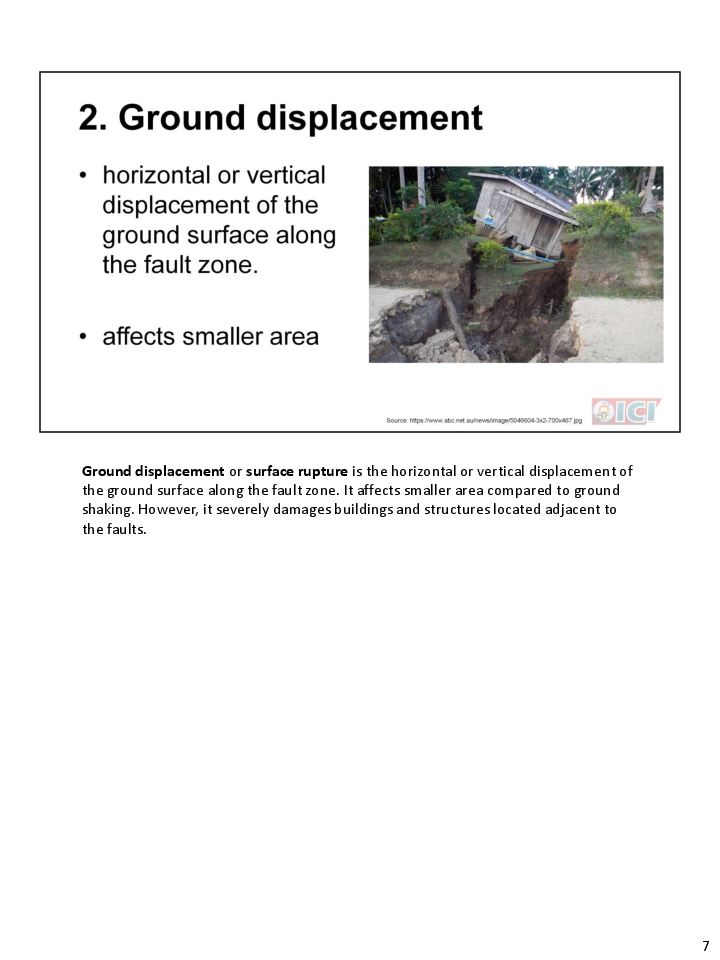 2. Ground displacement
• horizontal or vertical
displacement of the
ground surface along
the fault zone.
• affects smaller area
Source: https://www.abc.net.au/news/image/5046604-3x2-700x467.jpg
ICI
Ground displacement or surface rupture is the horizontal or vertical displacement of
the ground surface along the fault zone. It affects smaller area compared to ground
shaking. However, it severely damages buildings and structures located adjacent to
the faults.
7